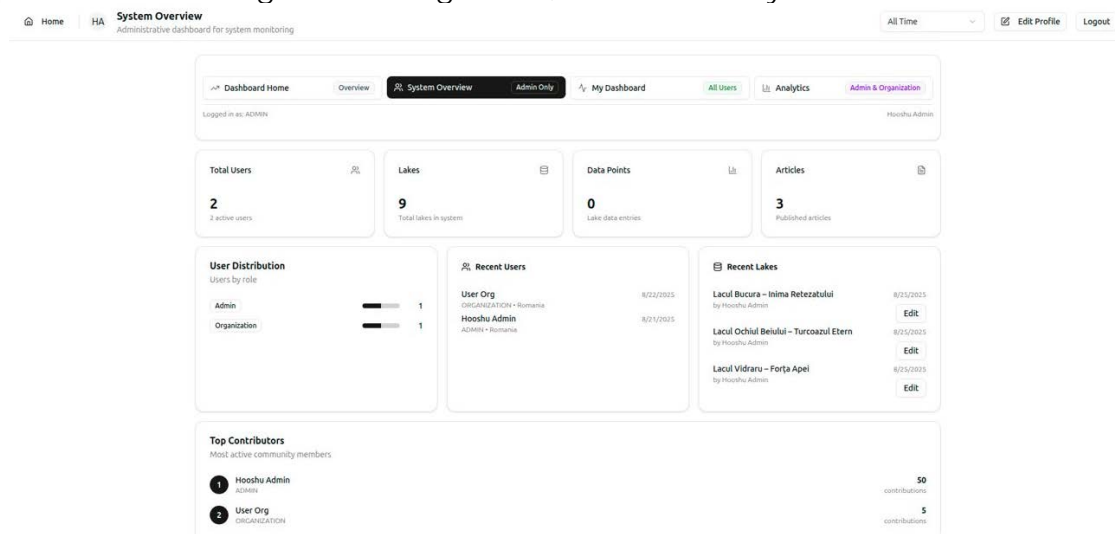 Home
HA
System Overview
Administrative dashboard for system monitoring
All Time
Edit Profile
Logout
Dashboard Home
Overview
System Overview
Admin Only
My Dashboard
All Users
Analytics
Admin & Organization
Logged in as: ADMIN
Hooshu Admin
Total Users
2
2 active users
Lakes
9
Total lakes in system
Data Points
0
Lake data entries
Articles
3
Published articles
User Distribution
Users by role
Admin
1
Organization
1
Recent Users
User Org
8/22/2025
ORGANIZATION • Romania
Hooshu Admin
8/21/2025
ADMIN • Romania
Recent Lakes
Lacul Bucura – Inima Retezatului
8/25/2025
by Hooshu Admin
Edit
Lacul Ochiul Beiului – Turcoazul Etern
8/25/2025
by Hooshu Admin
Edit
Lacul Vidraru – Forța Apei
8/25/2025
by Hooshu Admin
Edit
Top Contributors
Most active community members
1
Hooshu Admin
ADMIN
50
contributions
2
User Org
ORGANIZATION
5
contributions